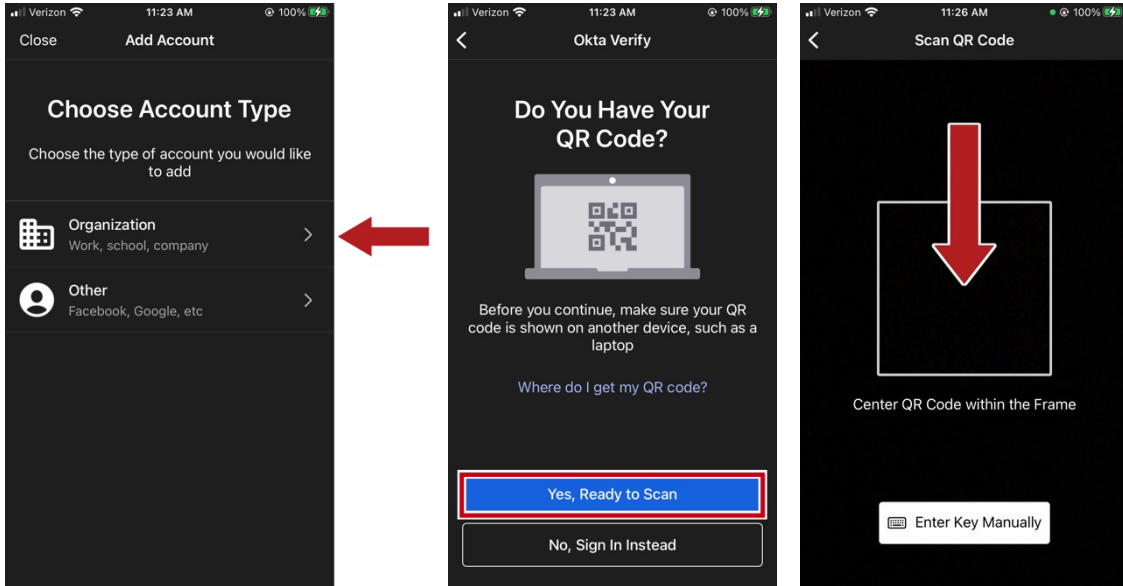 Verizon 11:23 AM 100%
Close Add Account
Choose Account Type
Choose the type of account you would like
to add
Organization
Work, school, company
Other
Facebook, Google, etc
Verizon 11:23 AM 100%
Okta Verify
Do You Have Your
QR Code?
Before you continue, make sure your QR
code is shown on another device, such as a
laptop
Where do I get my QR code?
Yes, Ready to Scan
No, Sign In Instead
Verizon 11:26 AM 100%
Scan QR Code
Center QR Code within the Frame
Enter Key Manually